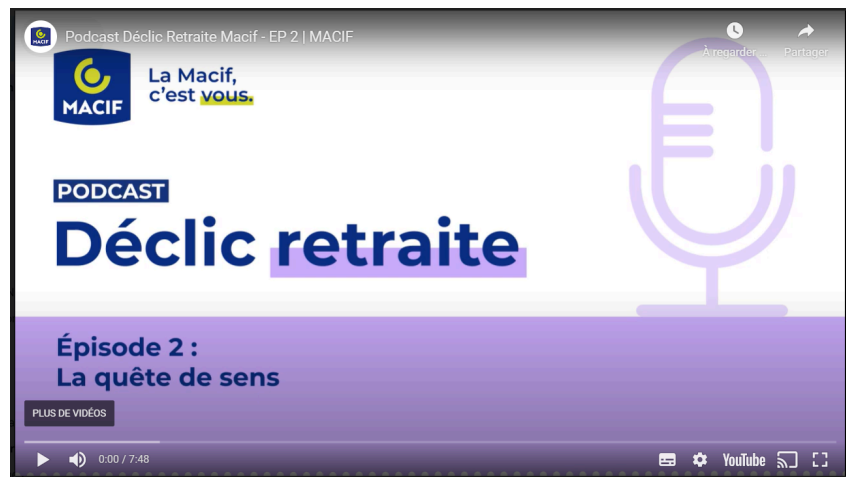 MACIF
Podcast Déclic Retraite Macif - EP 2 | MACIF
À regarder ...
Partager
MACIF
La Macif,
c'est vous.
PODCAST
Déclic retraite
Épisode 2 :
La quête de sens
PLUS DE VIDÉOS
0:00 / 7:48
YouTube